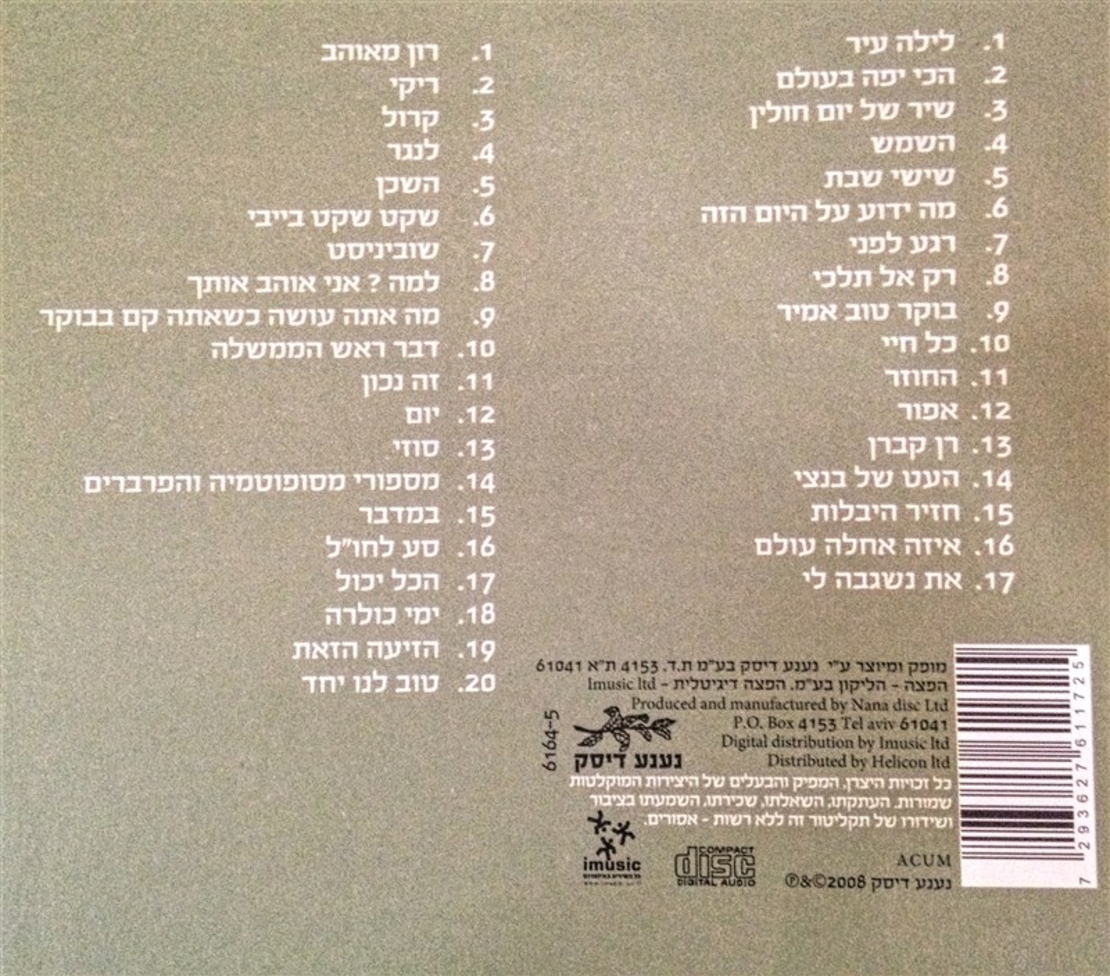 1. לילה עיר
2. הכי יפה בעולם
3. שיר של יום חולין
4. השמש
5. שישי שבת
6. מה ידוע על היום הזה
7. רגע לפני
8. רק אל תלכי
9. בוקר טוב אמיר
10. כל חיי
11. החוזר
12. אפור
13. רן קברן
14. העט של בנצי
15. חזיר היבלות
16. איזה אחלה עולם
17. את נשגבה לי
1. רון מאוהב
2. ריקי
3. קרול
4. לנגר
5. השכן
6. שקט שקט בייבי
7. שוביניסט
8. למה ? אני אוהב אותך
9. מה אתה עושה כשאתה קם בבוקר
10. דבר ראש הממשלה
11. זה נכון
12. יום
13. סוזי
14. מספורי מסופוטמיה והפרברים
15. במדבר
16. סע לחו"ל
17. הכל יכול
18. ימי כולרה
19. הזיעה הזאת
20. טוב לנו יחד
מופק ומיוצר ע"י נענע דיסק בע"מ ת.ד. 4153 ת"א 61041
הפצה - הליקון בע"מ. הפצה דיגיטלית - Imusic ltd
Produced and manufactured by Nana disc Ltd
P.O. Box 4153 Tel aviv 61041
Digital distribution by Imusic ltd
Distributed by Helicon ltd
6164-5
נענע דיסק
כל זכויות היצרן, המפיק והבעלים של היצירות המוקלטות
שמורות. העתקתו, השאלתו, שכירתו, השמעתו בציבור
ושידורו של תקליטור זה ללא רשות - אסורים.
imusic
COMPACT
disc
DIGITAL AUDIO
ACUM
נענע דיסק 2008©&℗
7 293627 611725